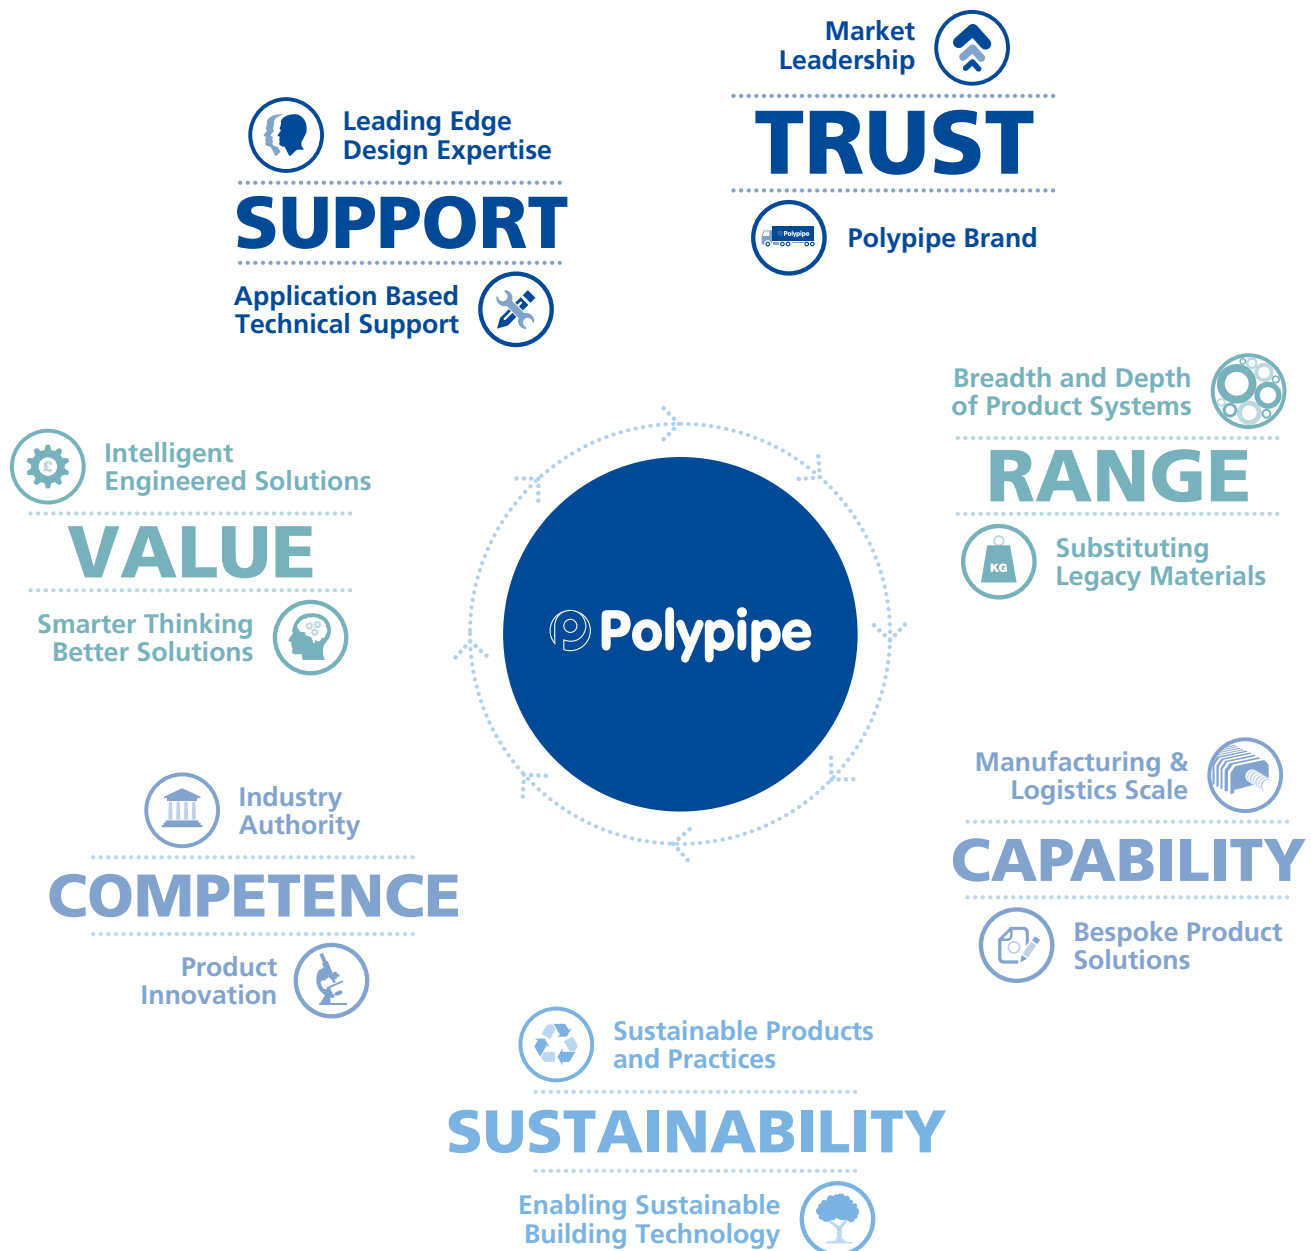 Market
Leadership
TRUST
Polypipe
Polypipe Brand
Leading Edge
Design Expertise
SUPPORT
Application Based
Technical Support
Breadth and Depth
of Product Systems
RANGE
KG
Substituting
Legacy Materials
Intelligent
Engineered Solutions
£
VALUE
Smarter Thinking
Better Solutions
Polypipe
Manufacturing &
Logistics Scale
CAPABILITY
Bespoke Product
Solutions
Industry
Authority
COMPETENCE
Product
Innovation
Sustainable Products
and Practices
SUSTAINABILITY
Enabling Sustainable
Building Technology